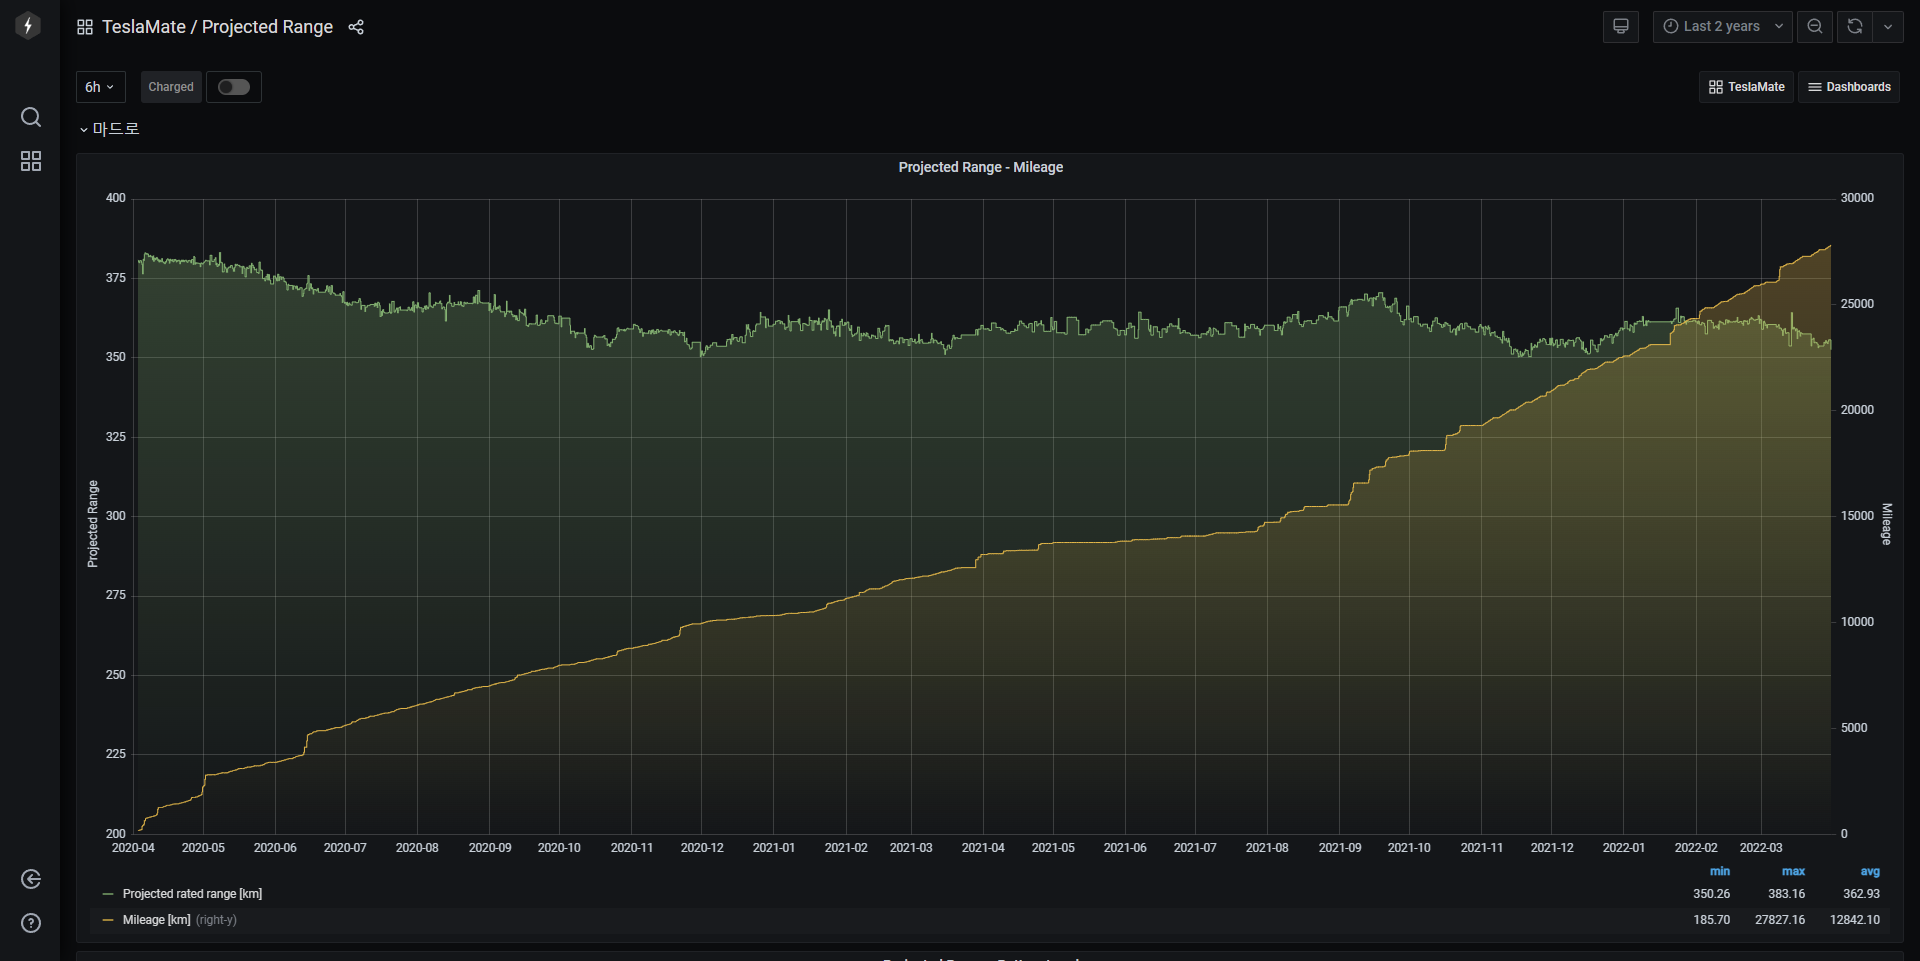 TeslaMate / Projected Range
Last 2 years
6h
Charged
TeslaMate
Dashboards
마드로
Projected Range - Mileage
400
375
350
325
300
275
250
225
200
Projected Range
30000
25000
20000
15000
10000
5000
0
Mileage
2020-04 2020-05 2020-06 2020-07 2020-08 2020-09 2020-10 2020-11 2020-12 2021-01 2021-02 2021-03 2021-04 2021-05 2021-06 2021-07 2021-08 2021-09 2021-10 2021-11 2021-12 2022-01 2022-02 2022-03
min max avg
Projected rated range [km] 350.26 383.16 362.93
Mileage [km] (right-y) 185.70 27827.16 12842.10